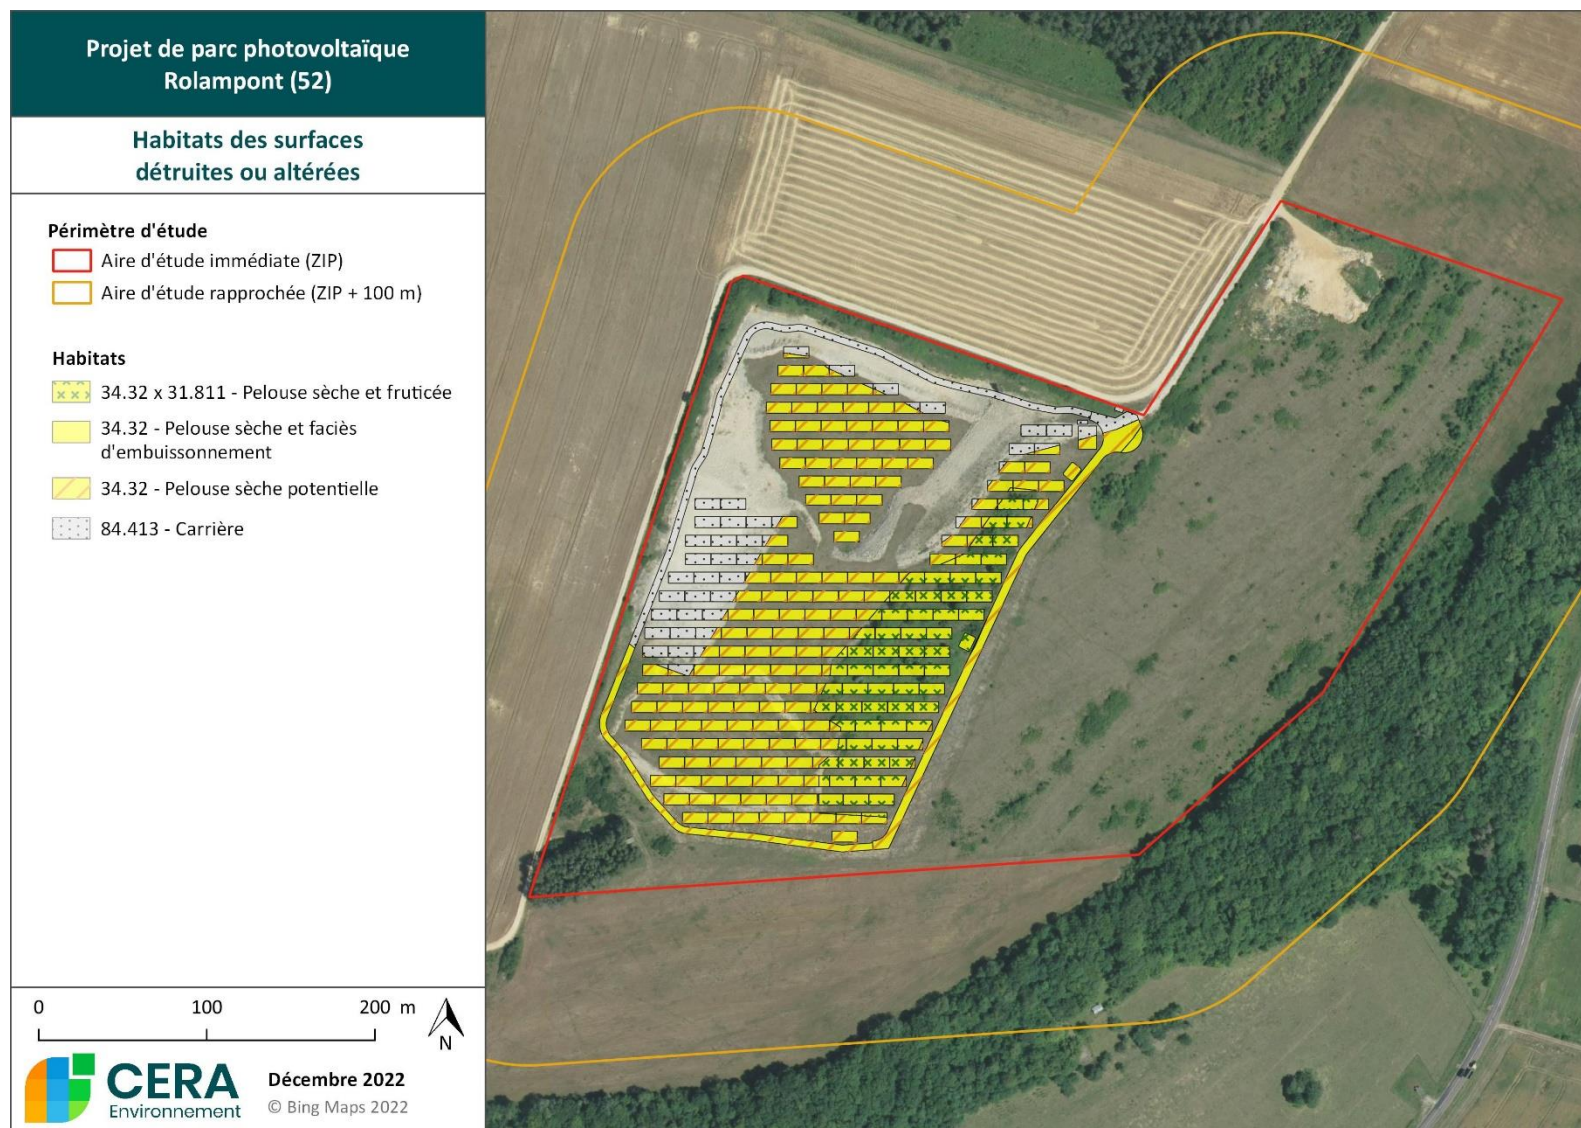 Projet de parc photovoltaïque
Rolampont (52)
Habitats des surfaces
détruites ou altérées
Périmètre d'étude
Aire d'étude immédiate (ZIP)
Aire d'étude rapprochée (ZIP + 100 m)
Habitats
34.32 x 31.811 - Pelouse sèche et fruticée
34.32 - Pelouse sèche et faciès
d'embuissonnement
34.32 - Pelouse sèche potentielle
84.413 - Carrière
0 100 200 m
N
CERA
Environnement
Décembre 2022
© Bing Maps 2022